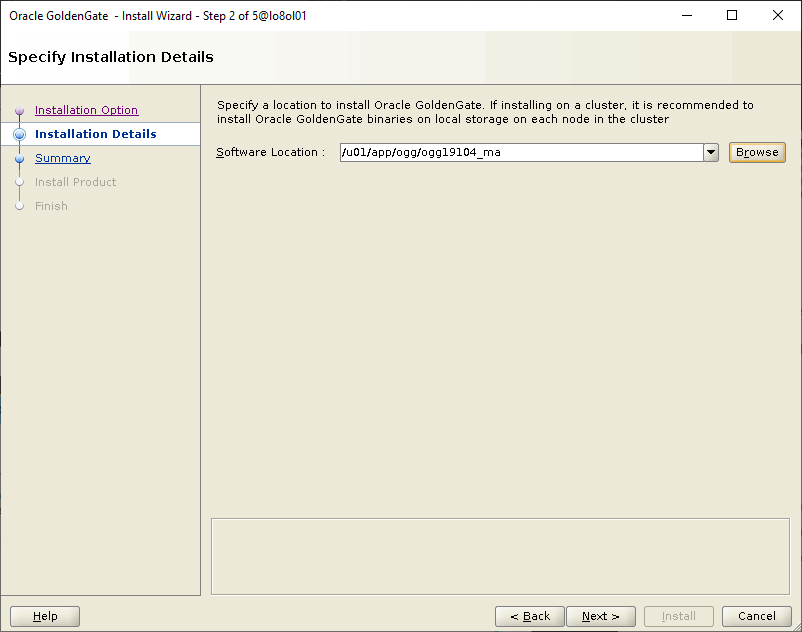 Oracle GoldenGate - Install Wizard - Step 2 of 5@lo8ol01
Specify Installation Details
Installation Option
Installation Details
Summary
Install Product
Finish
Specify a location to install Oracle GoldenGate. If installing on a cluster, it is recommended to
install Oracle GoldenGate binaries on local storage on each node in the cluster
Software Location :
/u01/app/ogg/ogg19104_ma
Browse
Help
< Back
Next >
Install
Cancel